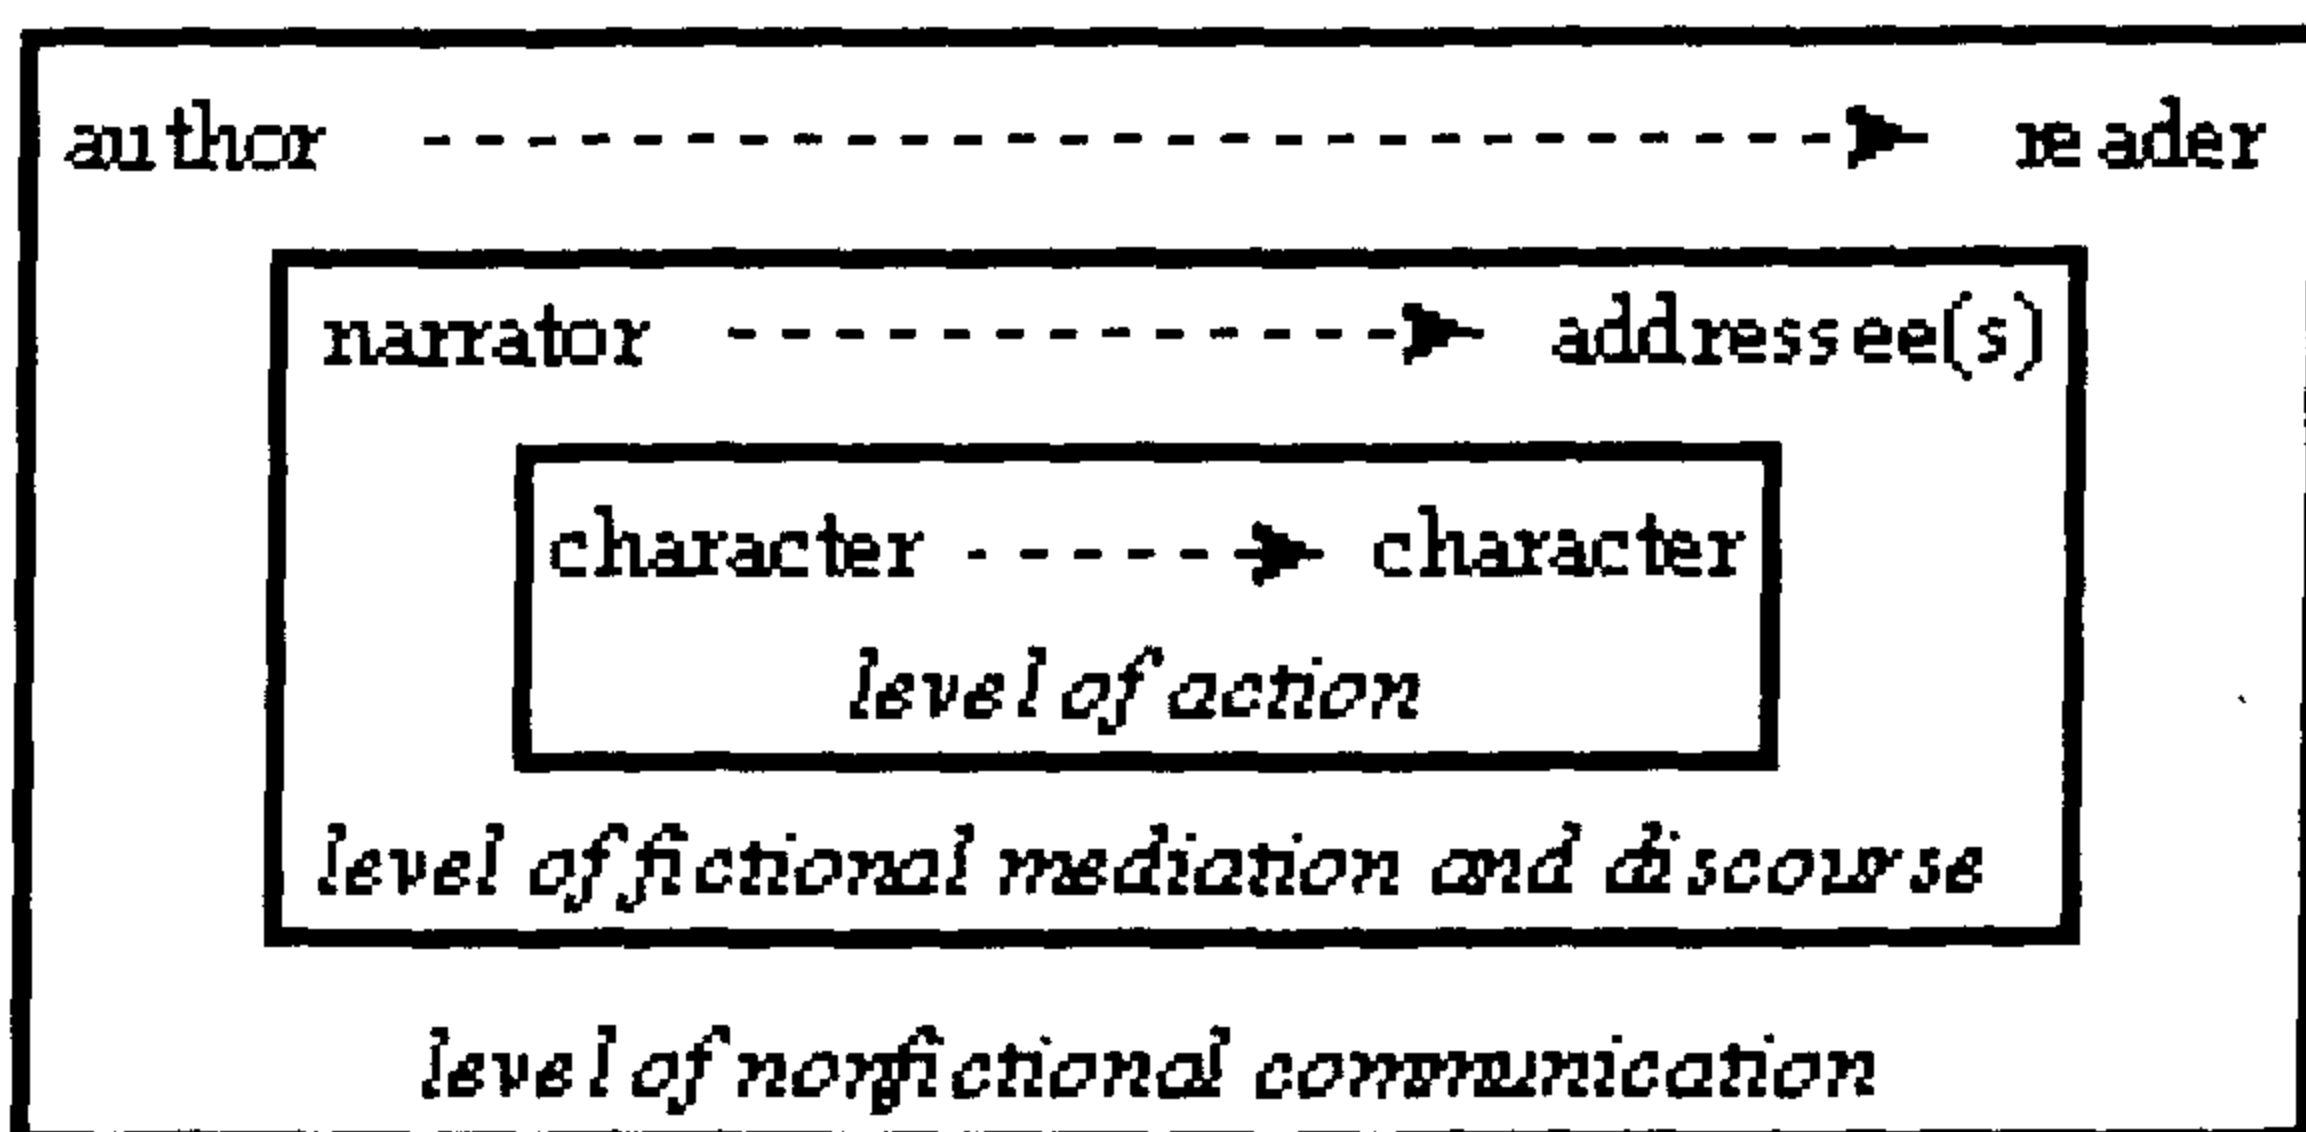 author reader
narrator addressee(s)
character character
level of action
level of fictional mediation and discourse
level of nonfictional communication